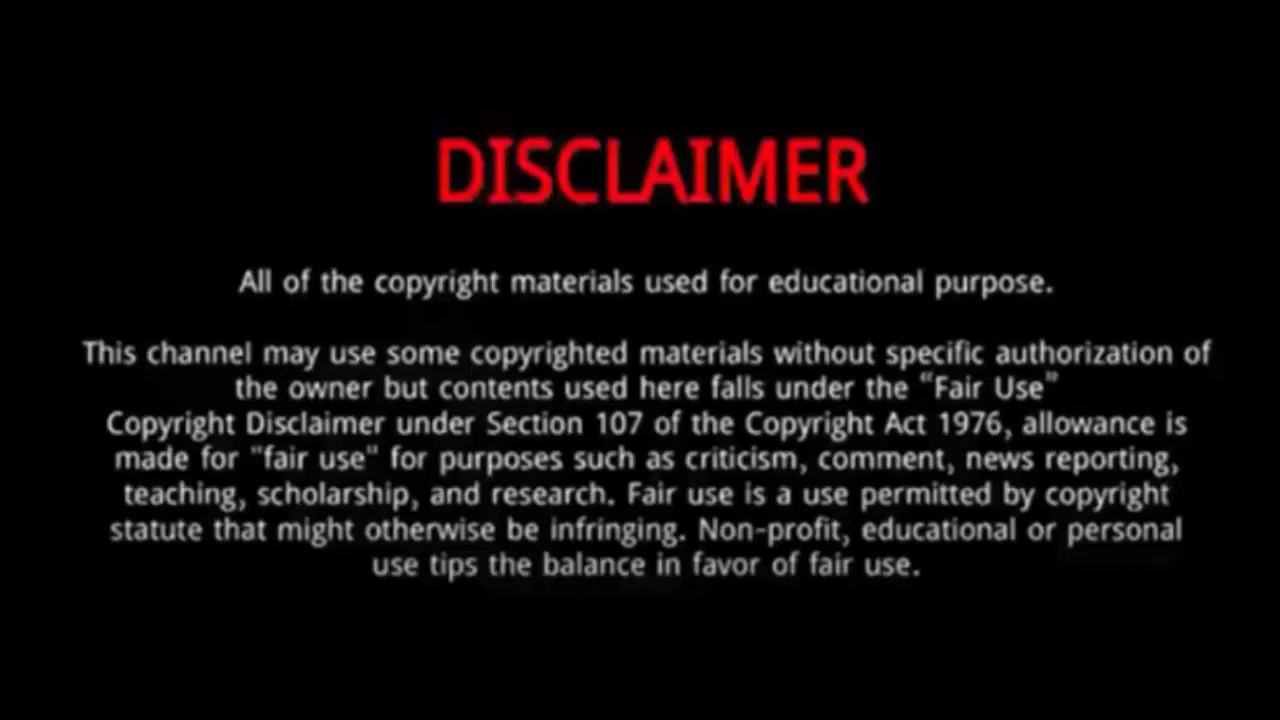 DISCLAIMER
All of the copyright materials used for educational purpose.
This channel may use some copyrighted materials without specific authorization of
the owner but contents used here falls under the “Fair Use”
Copyright Disclaimer under Section 107 of the Copyright Act 1976, allowance is
made for "fair use" for purposes such as criticism, comment, news reporting,
teaching, scholarship, and research. Fair use is a use permitted by copyright
statute that might otherwise be infringing. Non-profit, educational or personal
use tips the balance in favor of fair use.